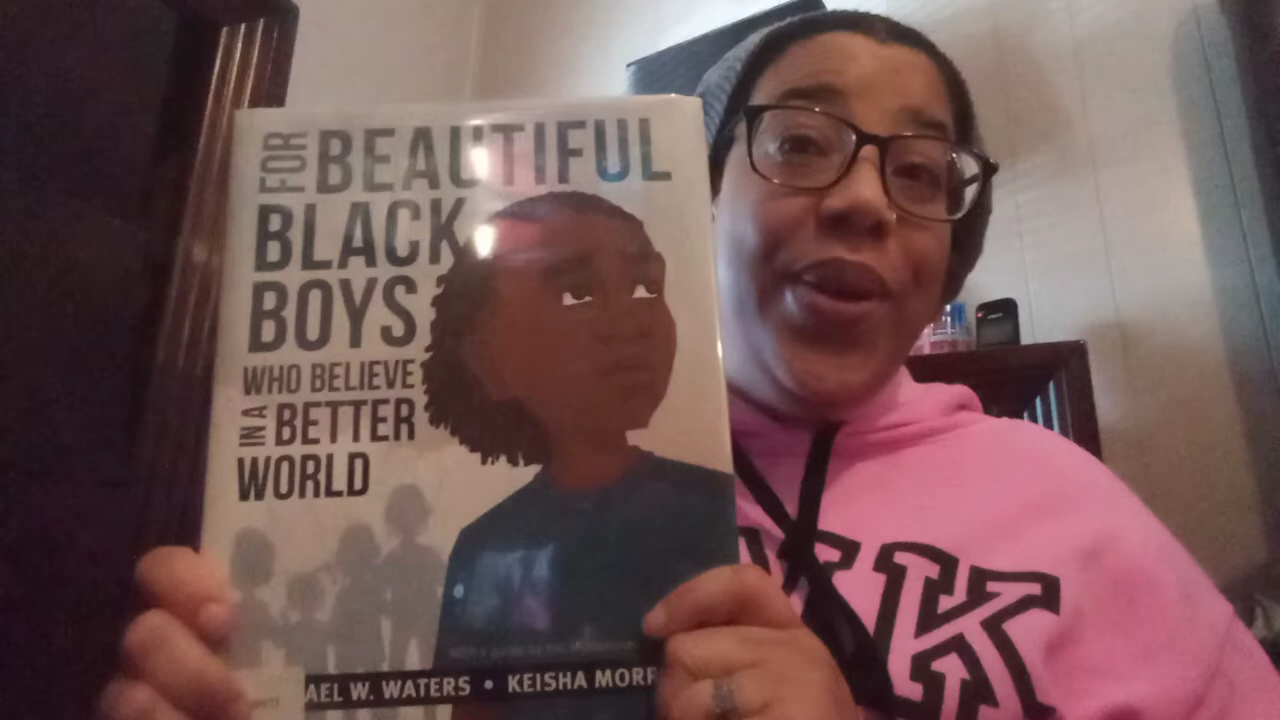 FOR BEAUTIFUL
BLACK
BOYS
WHO BELIEVE
IN A BETTER
WORLD
AEL W. WATERS • KEISHA MORR
K